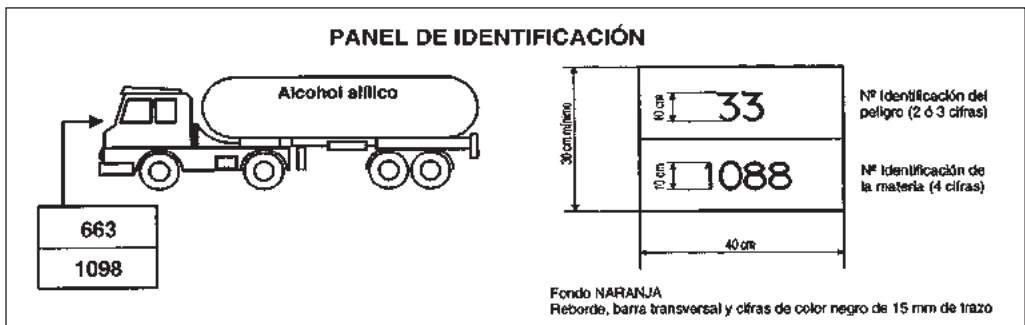 PANEL DE IDENTIFICACIÓN
Alcohol alílico
663
1098
30 cm mínimo
10 cm
33
10 cm
1088
40 cm
Nº Identificación del
peligro (2 ó 3 cifras)
Nº Identificación de
la materia (4 cifras)
Fondo NARANJA
Reborde, barra transversal y cifras de color negro de 15 mm de trazo